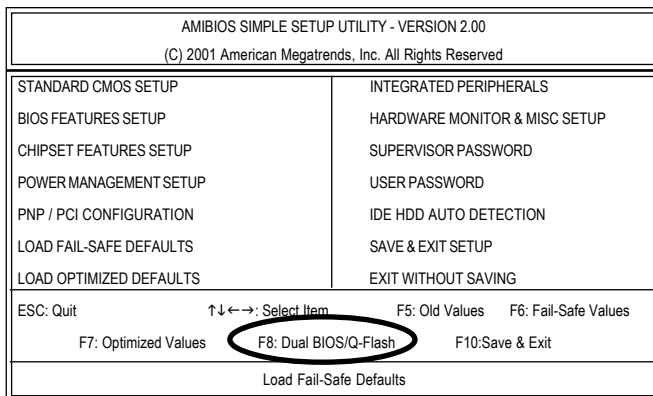 AMIBIOS SIMPLE SETUP UTILITY - VERSION 2.00
(C) 2001 American Megatrends, Inc. All Rights Reserved
STANDARD CMOS SETUP INTEGRATED PERIPHERALS
BIOS FEATURES SETUP HARDWARE MONITOR & MISC SETUP
CHIPSET FEATURES SETUP SUPERVISOR PASSWORD
POWER MANAGEMENT SETUP USER PASSWORD
PNP / PCI CONFIGURATION IDE HDD AUTO DETECTION
LOAD FAIL-SAFE DEFAULTS SAVE & EXIT SETUP
LOAD OPTIMIZED DEFAULTS EXIT WITHOUT SAVING
ESC: Quit ↑↓←→: Select Item F5: Old Values F6: Fail-Safe Values
F7: Optimized Values F8: Dual BIOS/Q-Flash F10:Save & Exit
Load Fail-Safe Defaults